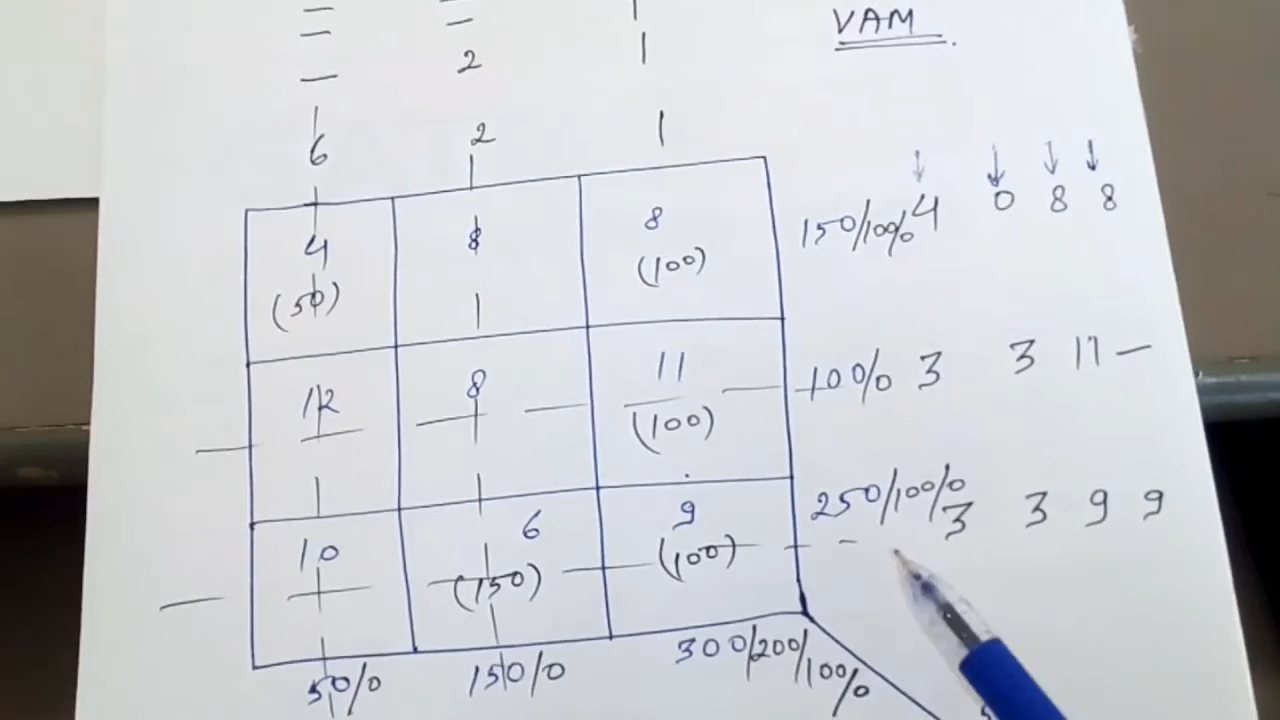 — — 1
— 2 1
VAM
6 2 1
4 8 8 150/100/0 4 0 8 8
(50) (100)
12 8 11 100/0 3 3 11 —
(100)
10 6 9 250/100/0 3 3 9 9
(150) (100)
50/0 150/0 300/200/100/0